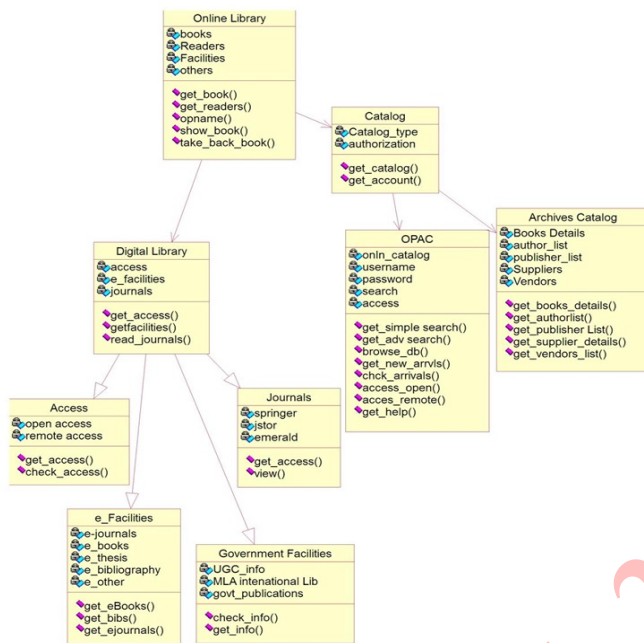 Online Library
books
Readers
Facilities
others
get_book()
get_readers()
opname()
show_book()
take_back_book()
Catalog
Catalog_type
authorization
get_catalog()
get_account()
Archives Catalog
Books Details
author_list
publisher_list
Suppliers
Vendors
get_books_details()
get_authorlist()
get_publisher List()
get_supplier_details()
get_vendors_list()
OPAC
onln_catalog
username
password
search
access
get_simple search()
get_adv search()
browse_db()
get_new_arrvls()
chck_arrivals()
access_open()
acces_remote()
get_help()
Digital Library
access
e_facilities
journals
get_access()
getfacilities()
read_journals()
Access
open access
remote access
get_access()
check_access()
Journals
springer
jstor
emerald
get_access()
view()
e_Facilities
e-journals
e_books
e_thesis
e_bibliography
e_other
get_eBooks()
get_bibs()
get_ejournals()
Government Facilities
UGC_info
MLA intenational Lib
govt_publications
check_info()
get_info()